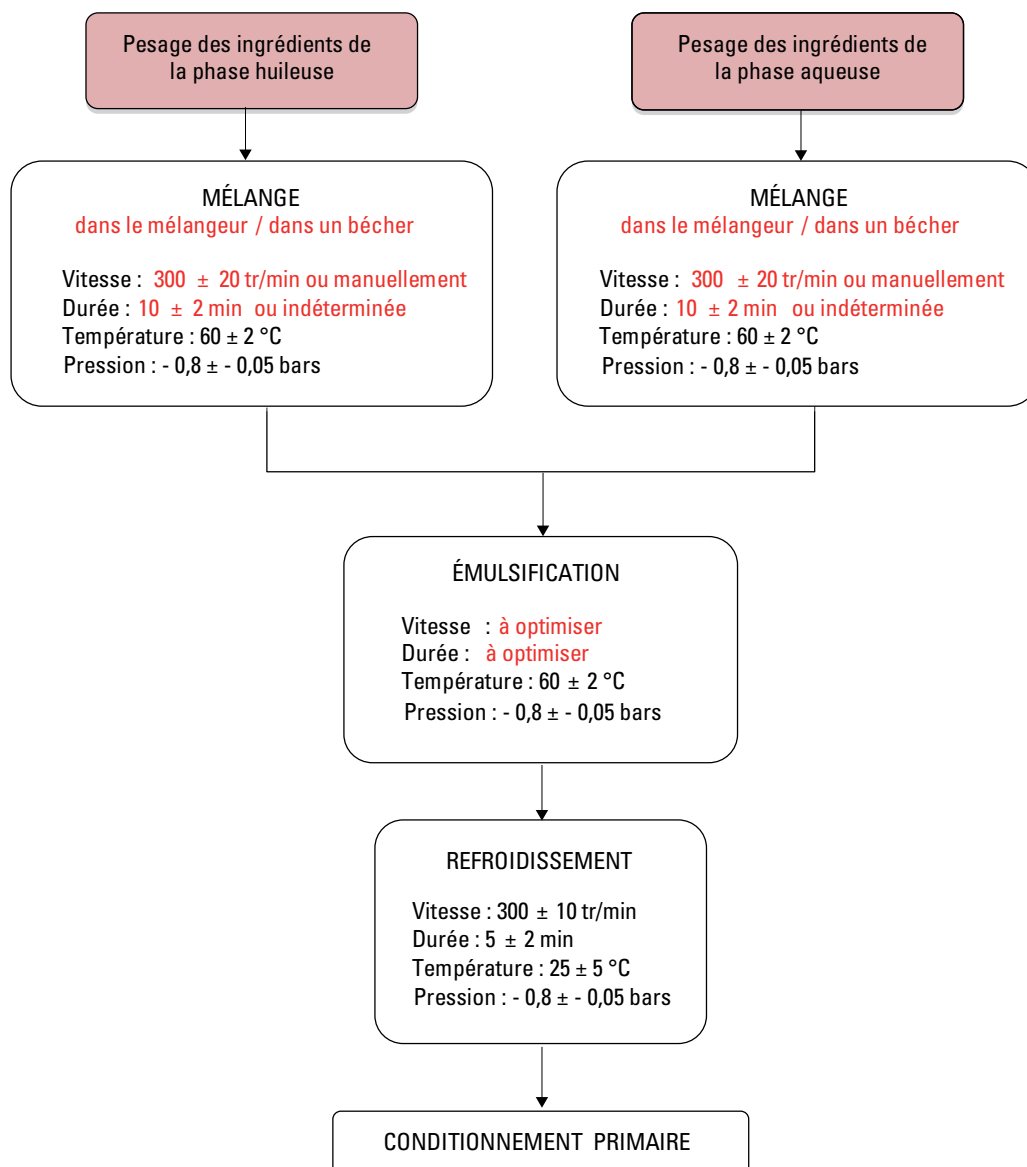 Pesage des ingrédients de
la phase huileuse
Pesage des ingrédients de
la phase aqueuse
MÉLANGE
dans le mélangeur / dans un bécher
Vitesse : 300 ± 20 tr/min ou manuellement
Durée : 10 ± 2 min ou indéterminée
Température : 60 ± 2 °C
Pression : - 0,8 ± - 0,05 bars
MÉLANGE
dans le mélangeur / dans un bécher
Vitesse : 300 ± 20 tr/min ou manuellement
Durée : 10 ± 2 min ou indéterminée
Température : 60 ± 2 °C
Pression : - 0,8 ± - 0,05 bars
ÉMULSIFICATION
Vitesse : à optimiser
Durée : à optimiser
Température : 60 ± 2 °C
Pression : - 0,8 ± - 0,05 bars
REFROIDISSEMENT
Vitesse : 300 ± 10 tr/min
Durée : 5 ± 2 min
Température : 25 ± 5 °C
Pression : - 0,8 ± - 0,05 bars
CONDITIONNEMENT PRIMAIRE